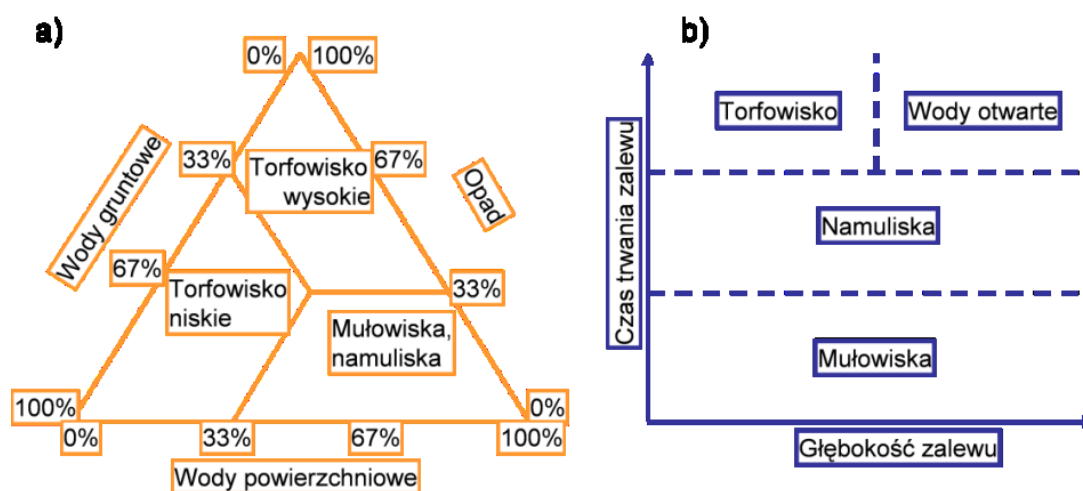 a)
0%
100%
33%
Torfowisko
wysokie
67%
Opad
Wody gruntowe
67%
Torfowisko
niskie
33%
Mułowiska,
namuliska
100%
0%
0%
33%
67%
100%
Wody powierzchniowe
b)
Czas trwania zalewu
Torfowisko
Wody otwarte
Namuliska
Mułowiska
Głębokość zalewu